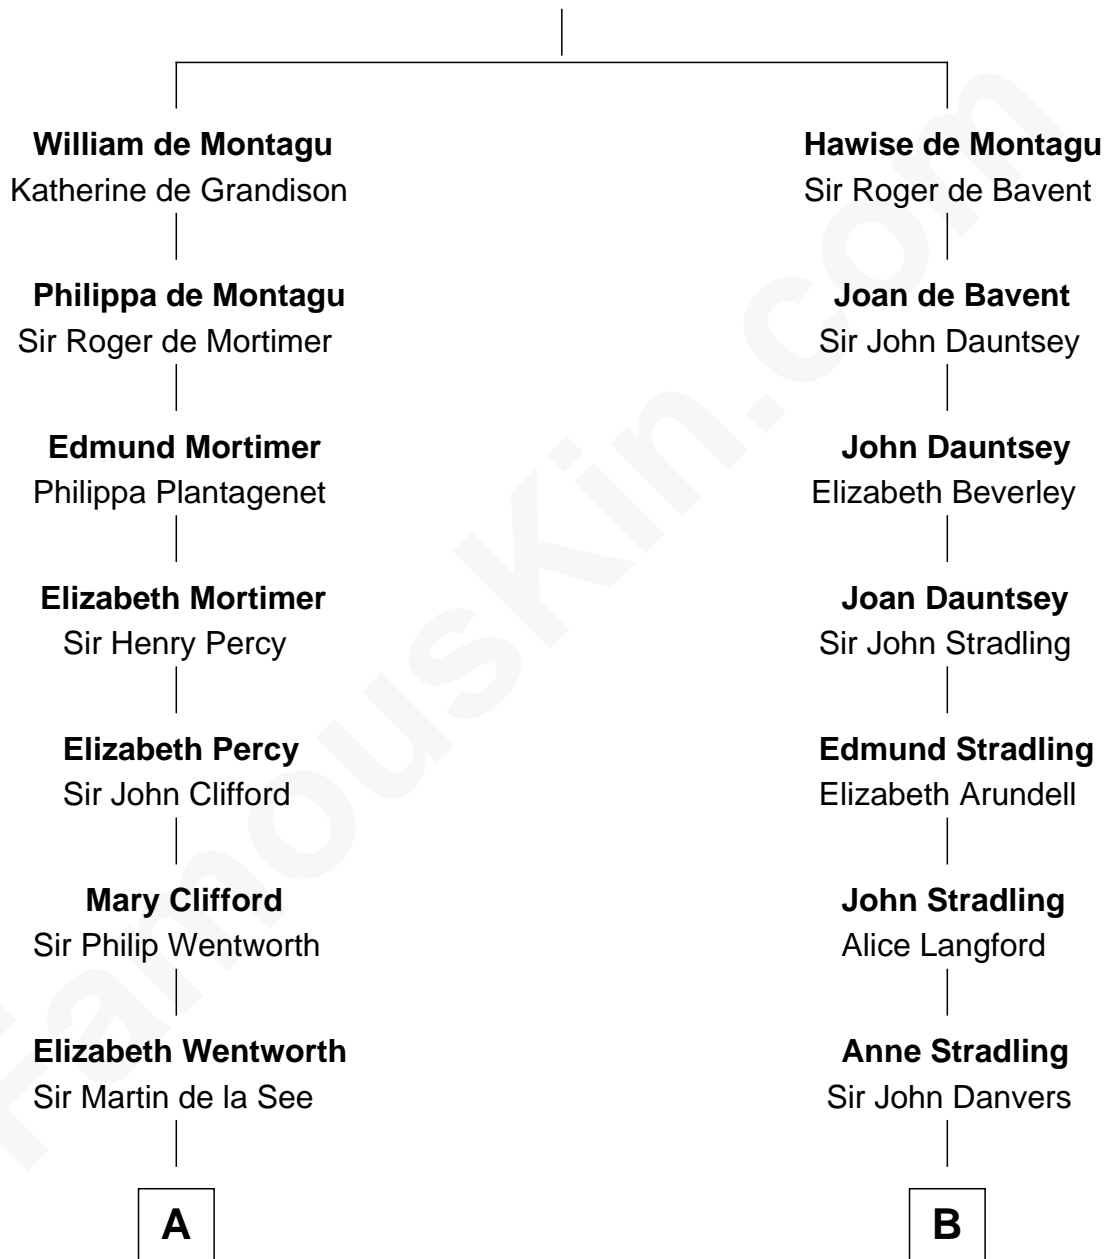 William de Montagu
Katherine de Grandison
Philippa de Montagu
Sir Roger de Mortimer
Edmund Mortimer
Philippa Plantagenet
Elizabeth Mortimer
Sir Henry Percy
Elizabeth Percy
Sir John Clifford
Mary Clifford
Sir Philip Wentworth
Elizabeth Wentworth
Sir Martin de la See
A
Hawise de Montagu
Sir Roger de Bavent
Joan de Bavent
Sir John Dauntsey
John Dauntsey
Elizabeth Beverley
Joan Dauntsey
Sir John Stradling
Edmund Stradling
Elizabeth Arundell
John Stradling
Alice Langford
Anne Stradling
Sir John Danvers
B
FamousKin.com